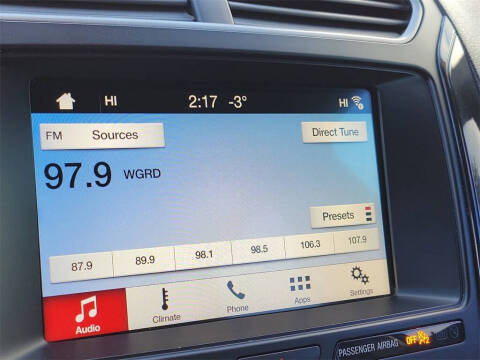 HI 2:17 -3° HI
FM Sources Direct Tune
97.9 WGRD
Presets
87.9 89.9 98.1 98.5 106.3 107.9
Audio Climate Phone Apps Settings
PASSENGER AIRBAG OFF